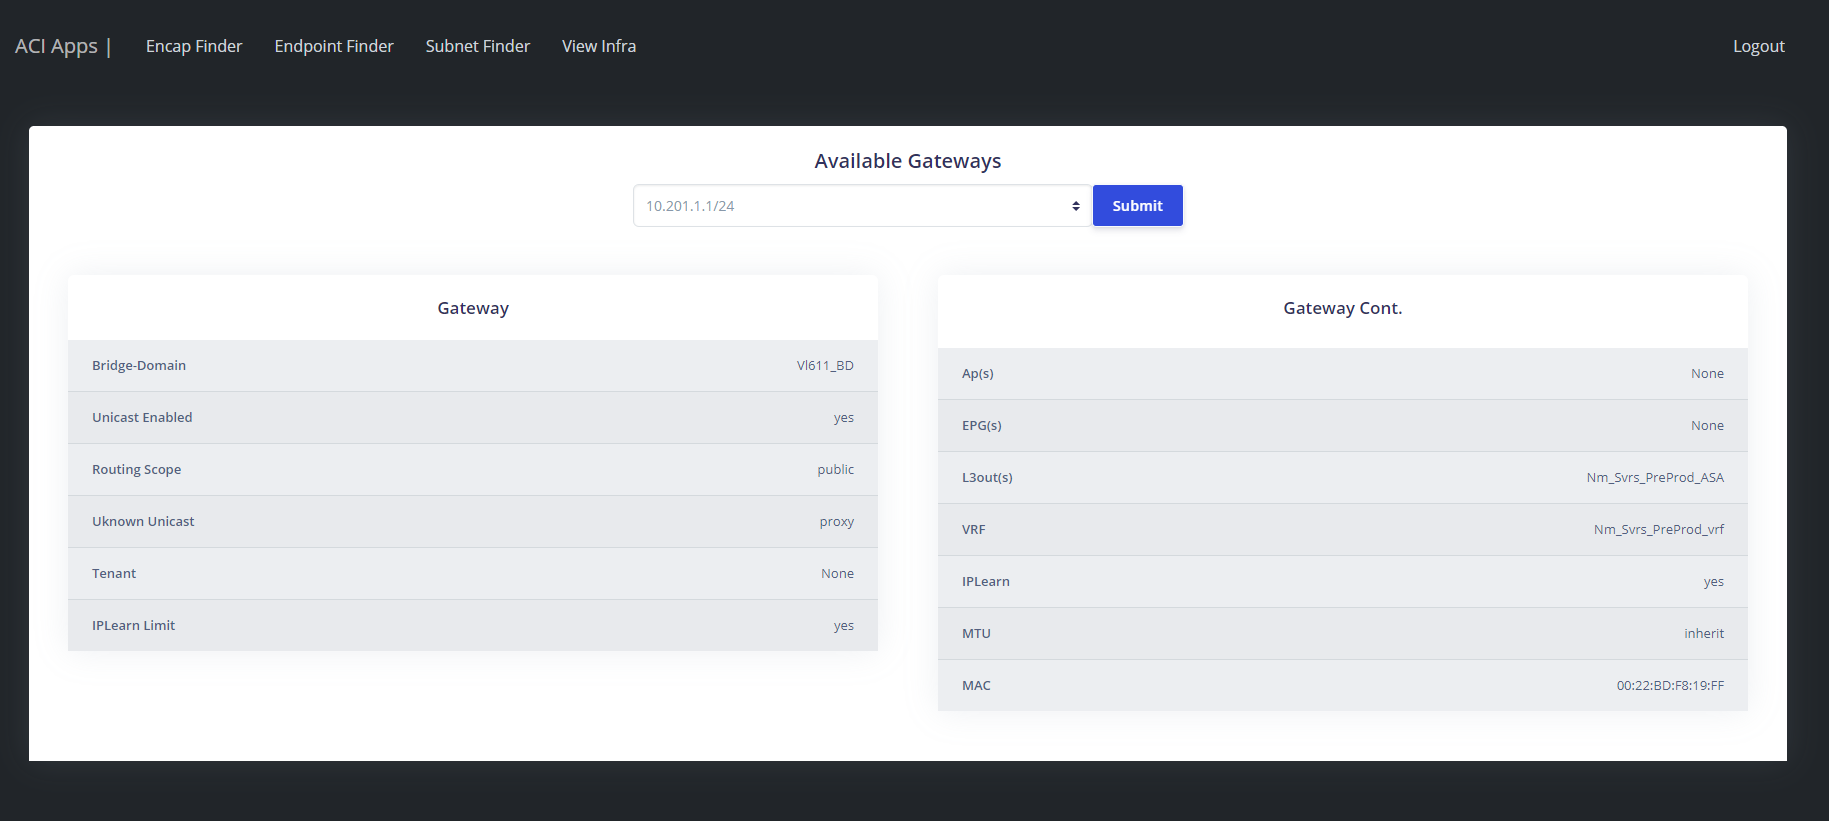 ACI Apps | Encap Finder Endpoint Finder Subnet Finder View Infra Logout
Available Gateways
10.201.1.1/24 Submit
Gateway
Bridge-Domain Vl611_BD
Unicast Enabled yes
Routing Scope public
Uknown Unicast proxy
Tenant None
IPLearn Limit yes
Gateway Cont.
Ap(s) None
EPG(s) None
L3out(s) Nm_Svrs_PreProd_ASA
VRF Nm_Svrs_PreProd_vrf
IPLearn yes
MTU inherit
MAC 00:22:BD:F8:19:FF